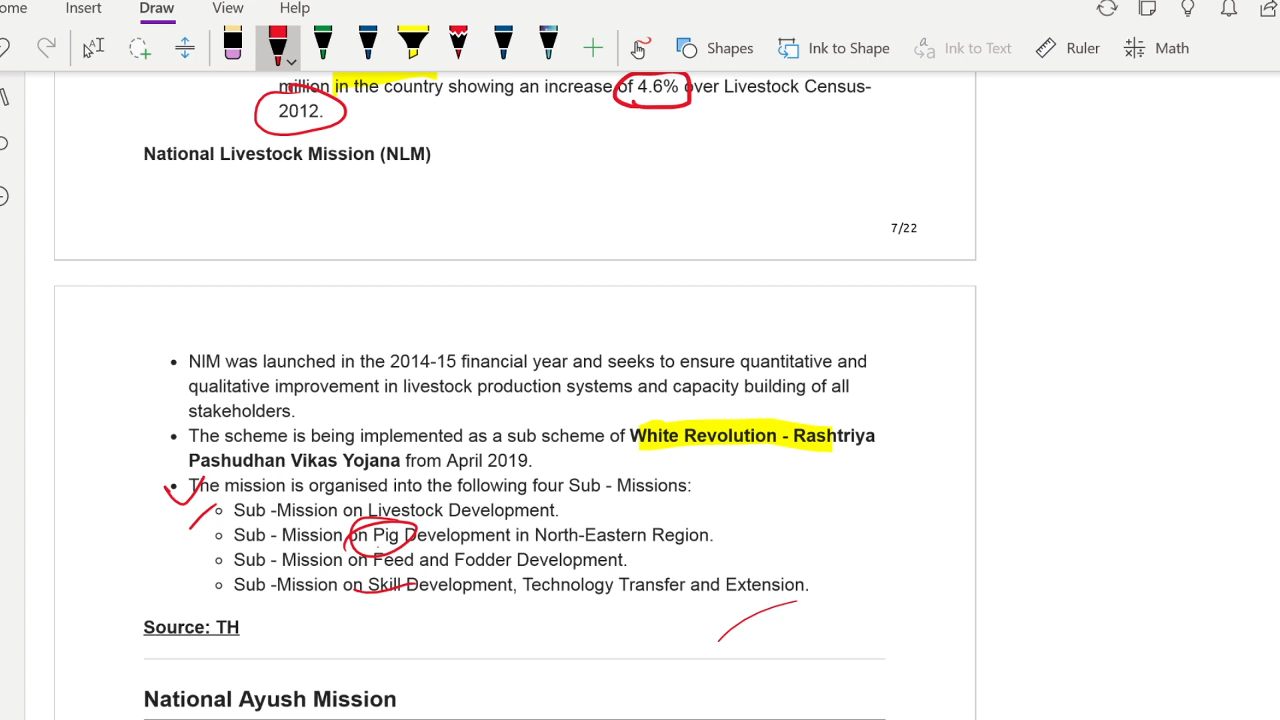 ome Insert Draw View Help
Shapes Ink to Shape Ink to Text Ruler Math
million in the country showing an increase of 4.6% over Livestock Census-
2012.
National Livestock Mission (NLM)
7/22
• NIM was launched in the 2014-15 financial year and seeks to ensure quantitative and
qualitative improvement in livestock production systems and capacity building of all
stakeholders.
• The scheme is being implemented as a sub scheme of White Revolution - Rashtriya
Pashudhan Vikas Yojana from April 2019.
• The mission is organised into the following four Sub - Missions:
○ Sub -Mission on Livestock Development.
○ Sub - Mission on Pig Development in North-Eastern Region.
○ Sub - Mission on Feed and Fodder Development.
○ Sub -Mission on Skill Development, Technology Transfer and Extension.
Source: TH
National Ayush Mission